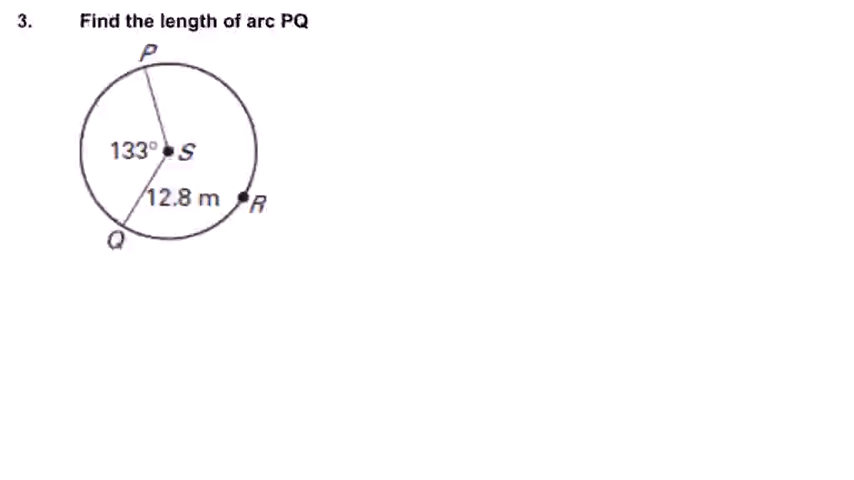 3. Find the length of arc PQ
P
133° S
12.8 m R
Q